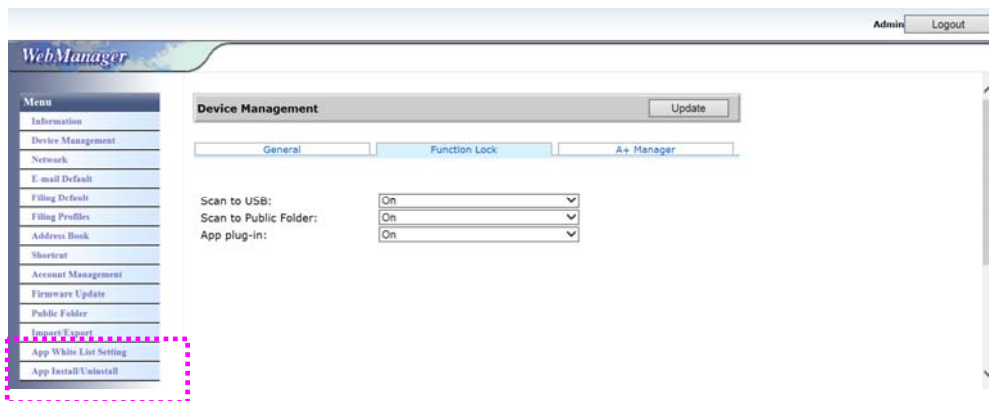 Admin Logout
WebManager
Menu
Information
Device Management
Network
E-mail Default
Filing Default
Filing Profiles
Address Book
Shortcut
Account Management
Firmware Update
Public Folder
Import/Export
App White List Setting
App Install/Uninstall
Device Management Update
General Function Lock A+ Manager
Scan to USB: On
Scan to Public Folder: On
App plug-in: On